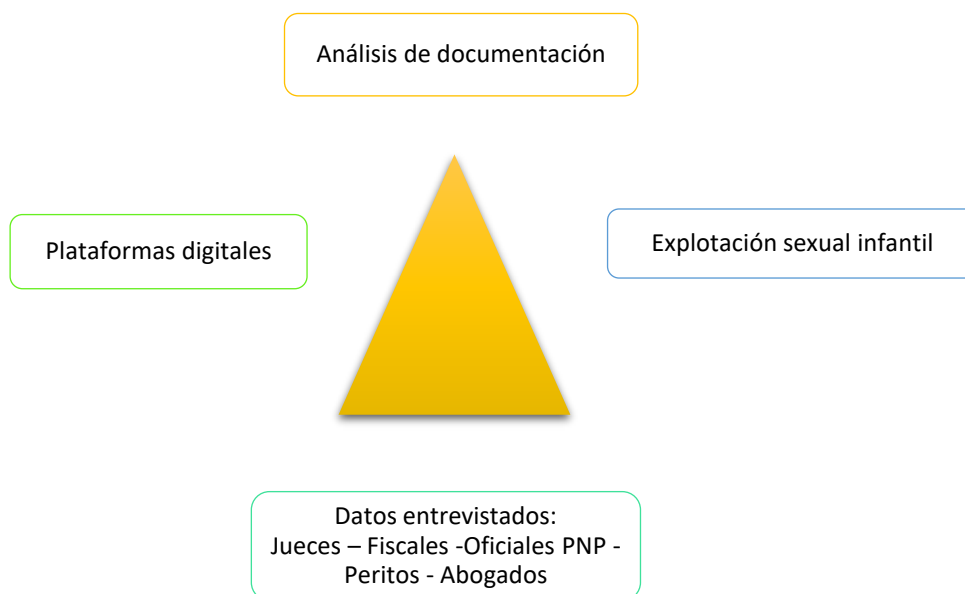 Análisis de documentación
Plataformas digitales
Explotación sexual infantil
Datos entrevistados:
Jueces – Fiscales -Oficiales PNP -
Peritos - Abogados